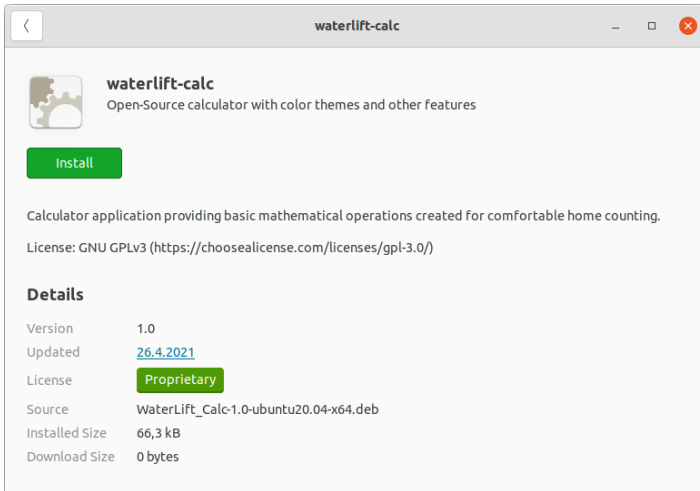 waterlift-calc
waterlift-calc
Open-Source calculator with color themes and other features
Install
Calculator application providing basic mathematical operations created for comfortable home counting.
License: GNU GPLv3 (https://choosealicense.com/licenses/gpl-3.0/)
Details
Version 1.0
Updated 26.4.2021
License Proprietary
Source WaterLift_Calc-1.0-ubuntu20.04-x64.deb
Installed Size 66,3 kB
Download Size 0 bytes